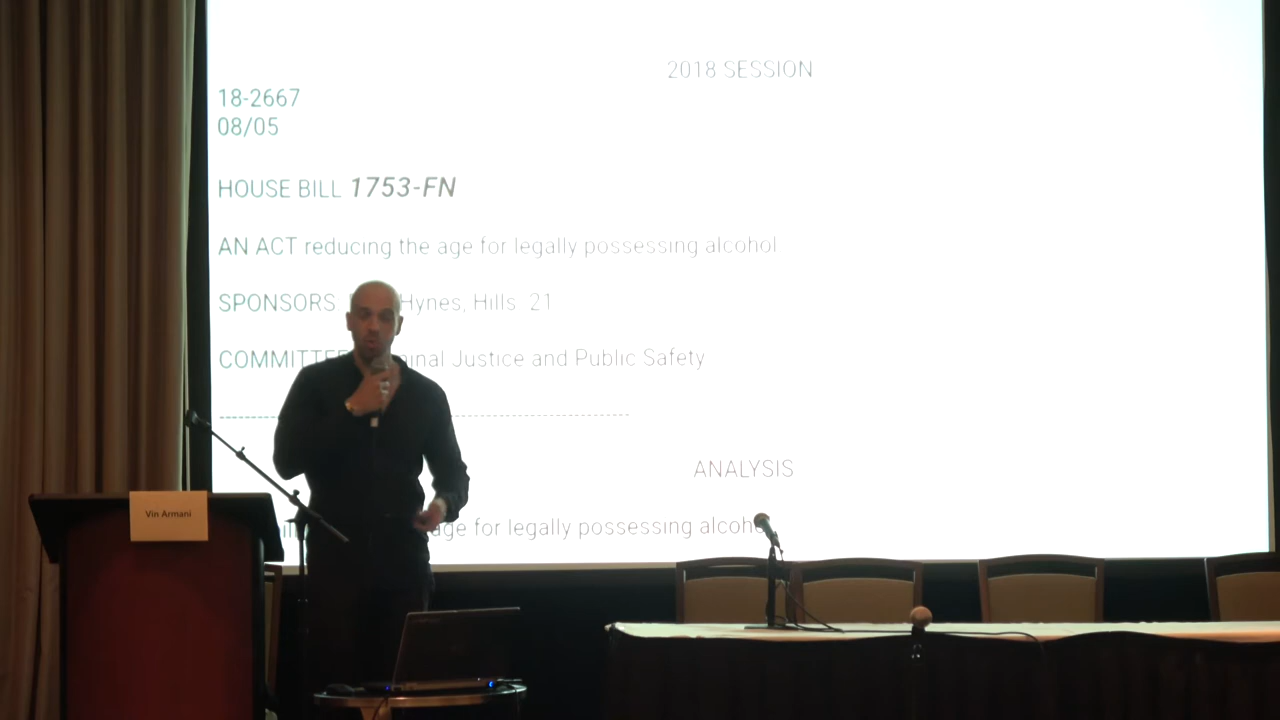 2018 SESSION
18-2667
08/05
HOUSE BILL 1753-FN
AN ACT reducing the age for legally possessing alcohol
SPONSORS Hynes, Hills 21
COMMITTEE Justice and Public Safety
ANALYSIS
age for legally possessing alcohol
Vin Armani